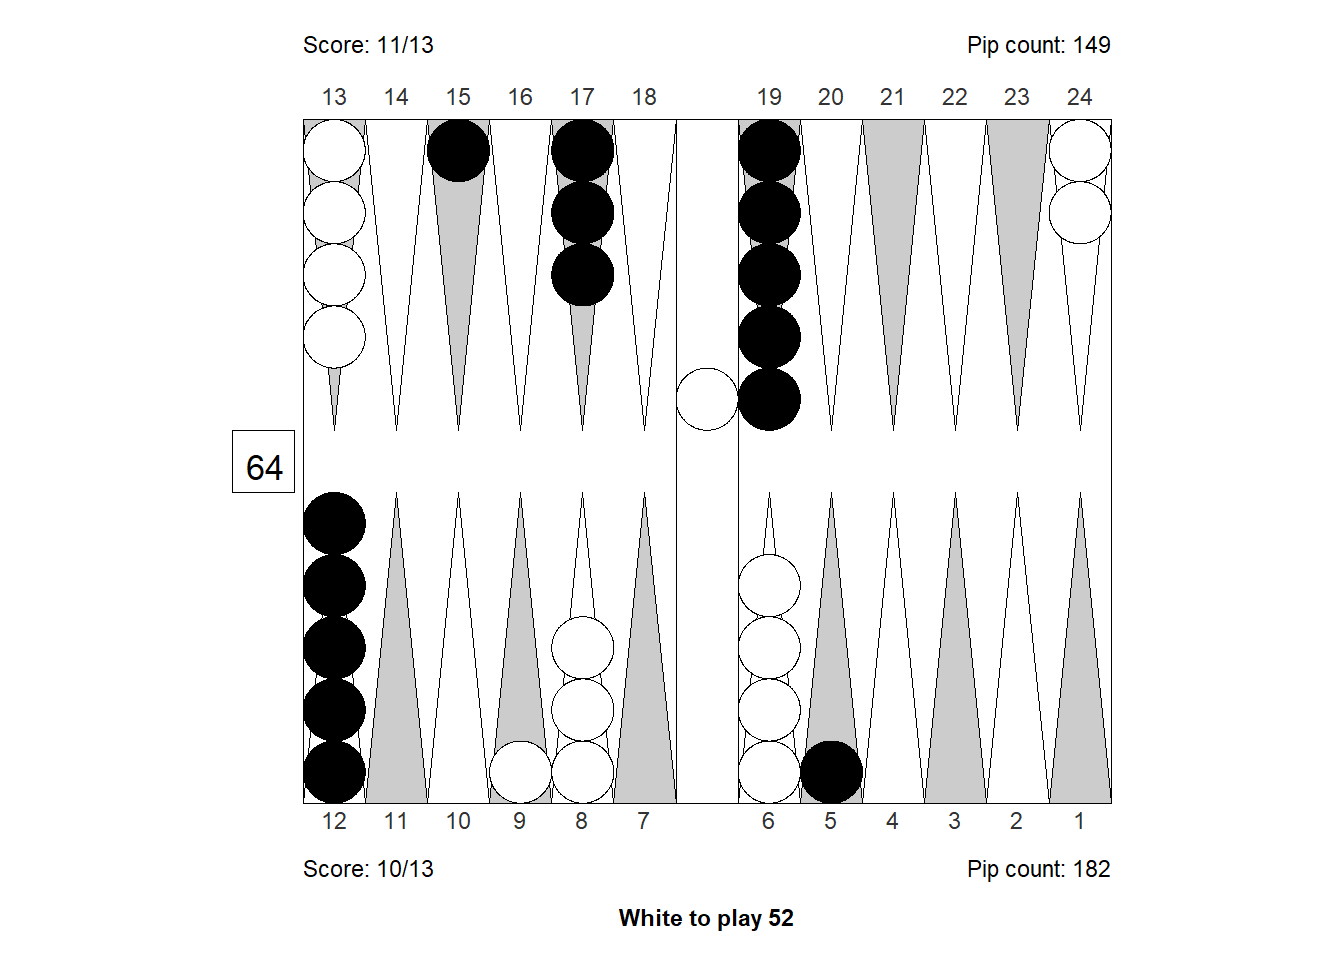 Score: 11/13 Pip count: 149
13 14 15 16 17 18 19 20 21 22 23 24
64
12 11 10 9 8 7 6 5 4 3 2 1
Score: 10/13 Pip count: 182
White to play 52